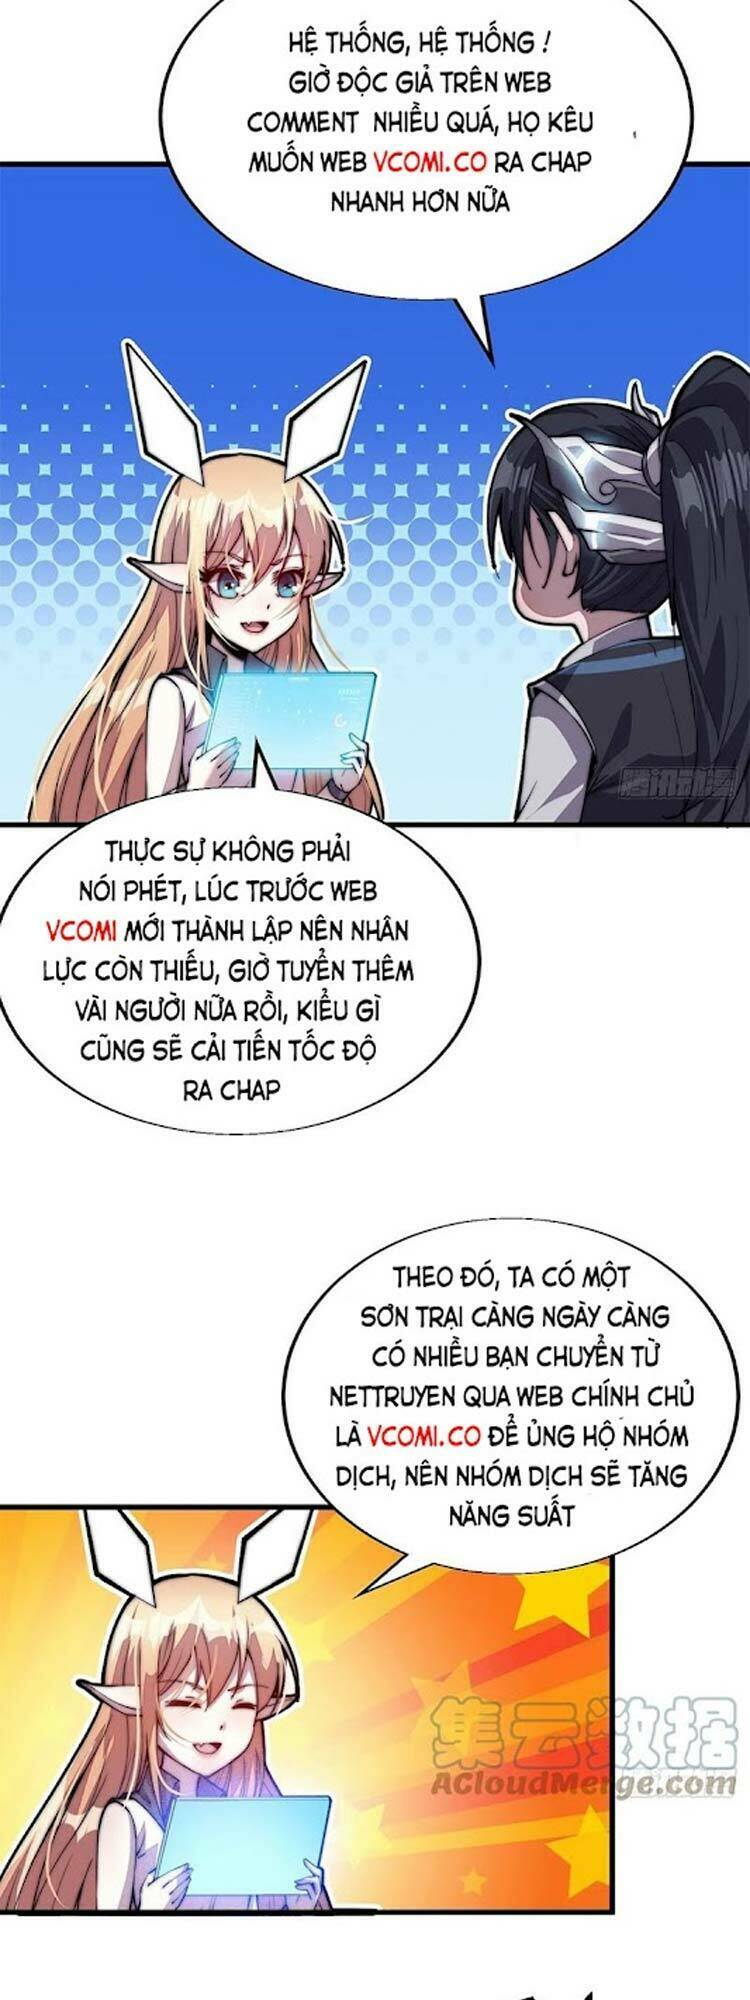 HỆ THỐNG, HỆ THỐNG !
GIỜ ĐỘC GIẢ TRÊN WEB
COMMENT NHIỀU QUÁ, HỌ KÊU
MUỐN WEB VCOMI.CO RA CHAP
NHANH HƠN NỮA
腾讯动漫
THỰC SỰ KHÔNG PHẢI
NÓI PHÉT, LÚC TRƯỚC WEB
VCOMI MỚI THÀNH LẬP NÊN NHÂN
LỰC CÒN THIẾU, GIỜ TUYỂN THÊM
VÀI NGƯỜI NỮA RỒI, KIỂU GÌ
CŨNG SẼ CẢI TIẾN TỐC ĐỘ
RA CHAP
THEO ĐÓ, TA CÓ MỘT
SƠN TRẠI CÀNG NGÀY CÀNG
CÓ NHIỀU BẠN CHUYỂN TỪ
NETTRUYEN QUA WEB CHÍNH CHỦ
LÀ VCOMI.CO ĐỂ ỦNG HỘ NHÓM
DỊCH, NÊN NHÓM DỊCH SẼ TĂNG
NĂNG SUẤT
集云数据
ACloudMerge.com